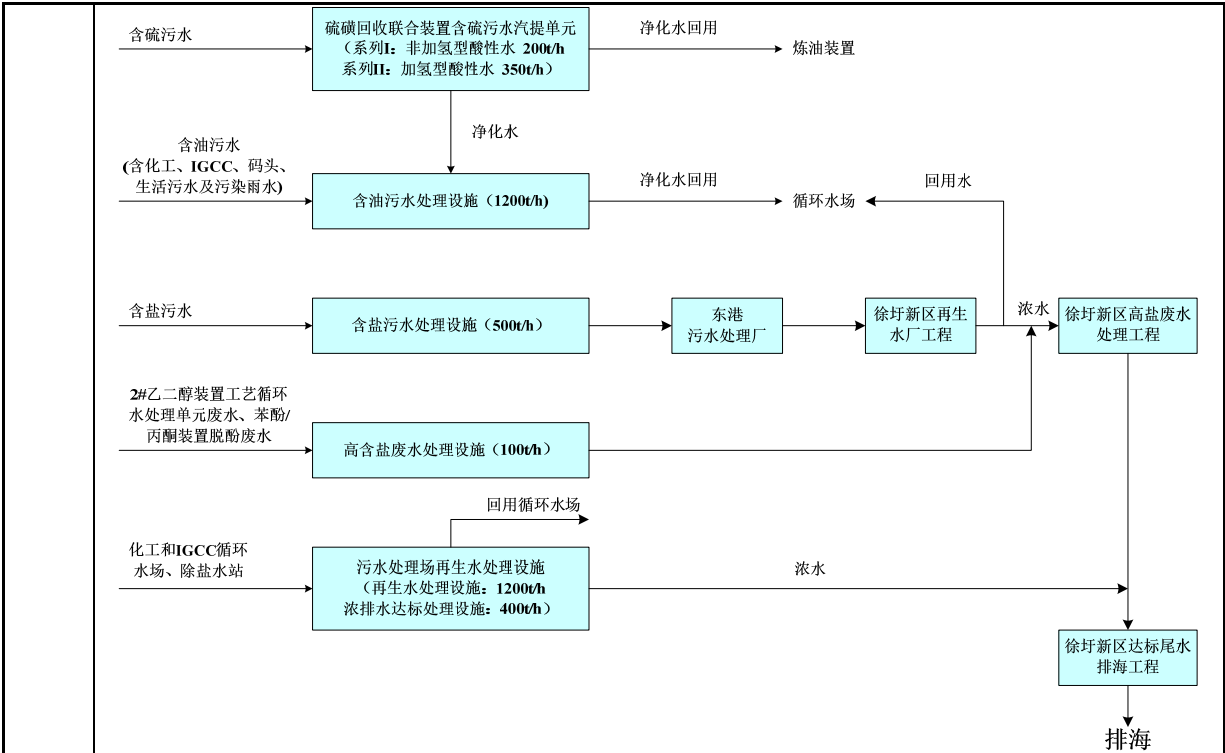 含硫污水
硫磺回收联合装置含硫污水汽提单元
（系列I：非加氢型酸性水 200t/h
系列II：加氢型酸性水 350t/h）
净化水回用
炼油装置
净化水
含油污水
(含化工、IGCC、码头、
生活污水及污染雨水)
含油污水处理设施（1200t/h)
净化水回用
循环水场
回用水
含盐污水
含盐污水处理设施（500t/h）
东港
污水处理厂
徐圩新区再生
水厂工程
浓水
徐圩新区高盐废水
处理工程
2#乙二醇装置工艺循环
水处理单元废水、苯酚/
丙酮装置脱酚废水
高含盐废水处理设施（100t/h）
回用循环水场
化工和IGCC循环
水场、除盐水站
污水处理场再生水处理设施
（再生水处理设施：1200t/h
浓排水达标处理设施：400t/h）
浓水
徐圩新区达标尾水
排海工程
排海